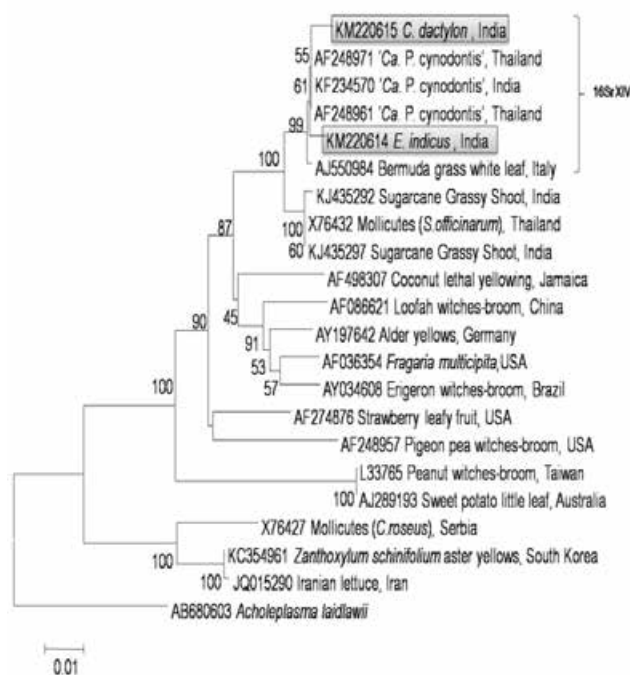 KM220615 C. dactylon , India
55
AF248971 'Ca. P. cynodontis', Thailand
61
KF234570 'Ca. P. cynodontis', India
16Sr XIV
AF248961 'Ca. P. cynodontis', Thailand
99
KM220614 E. indicus , India
100
AJ550984 Bermuda grass white leaf, Italy
KJ435292 Sugarcane Grassy Shoot, India
100
X76432 Mollicutes (S.officinarum), Thailand
87
60
KJ435297 Sugarcane Grassy Shoot, India
AF498307 Coconut lethal yellowing, Jamaica
45
AF086621 Loofah witches-broom, China
90
91
AY197642 Alder yellows, Germany
53
AF036354 Fragaria multicipita,USA
57
AY034608 Erigeron witches-broom, Brazil
100
AF274876 Strawberry leafy fruit, USA
AF248957 Pigeon pea witches-broom, USA
L33765 Peanut witches-broom, Taiwan
100
AJ289193 Sweet potato little leaf, Australia
X76427 Mollicutes (C.roseus), Serbia
100
KC354961 Zanthoxylum schinifolium aster yellows, South Korea
100
JQ015290 Iranian lettuce, Iran
AB680603 Acholeplasma laidlawii
0.01